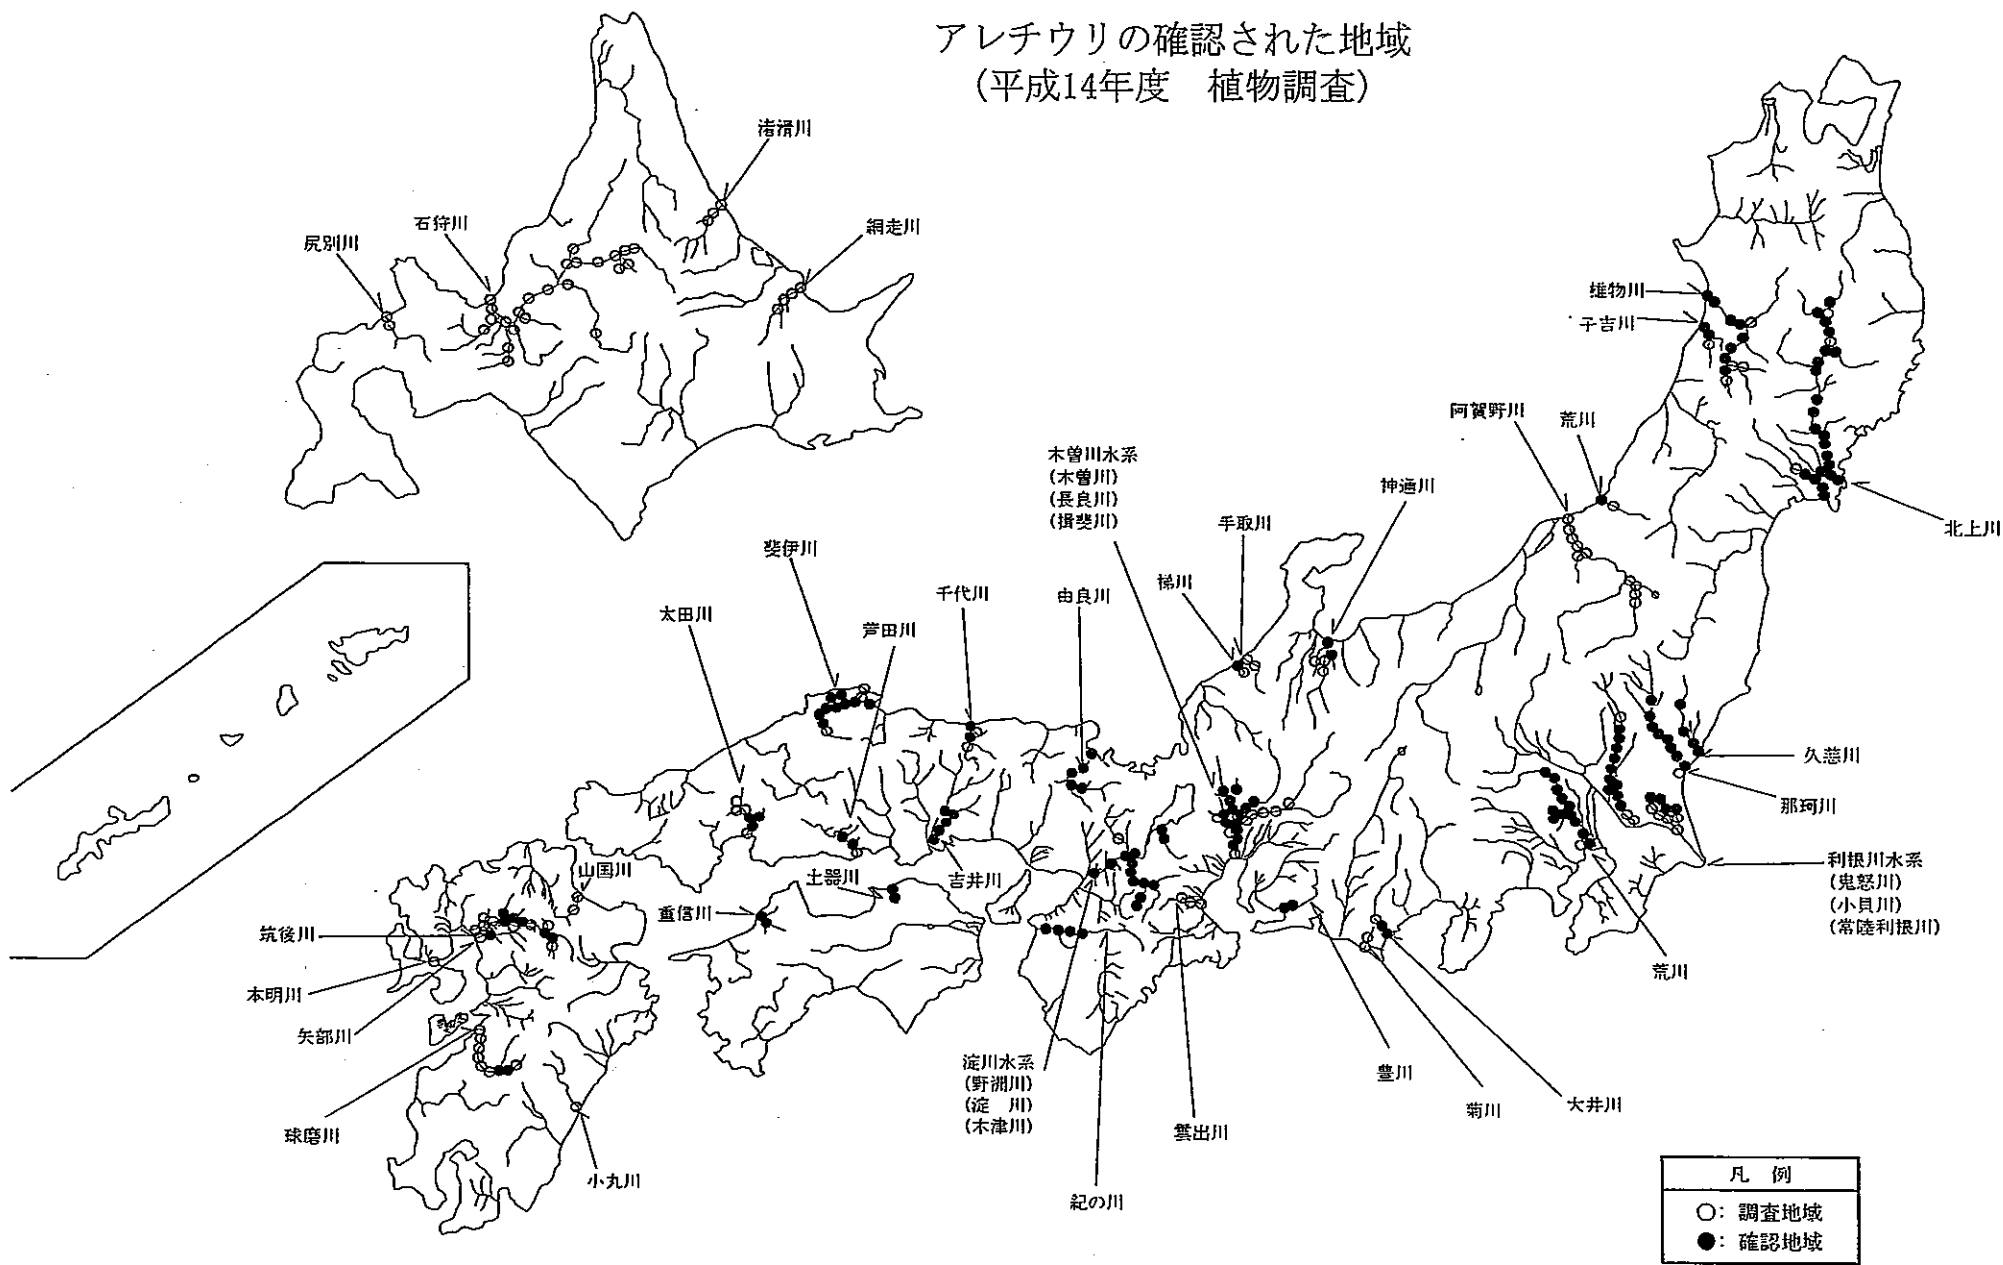 アレチウリの確認された地域
(平成14年度　植物調査)
渚滑川
石狩川
網走川
尻別川
雄物川
子吉川
阿賀野川
荒川
木曽川水系
(木曽川)
(長良川)
(揖斐川)
神通川
手取川
北上川
斐伊川
梯川
千代川
由良川
太田川
芦田川
久慈川
那珂川
山国川
土器川
吉井川
利根川水系
(鬼怒川)
(小貝川)
(常陸利根川)
重信川
筑後川
荒川
本明川
矢部川
淀川水系
(野洲川)
(淀　川)
(木津川)
豊川
菊川
大井川
球磨川
雲出川
小丸川
紀の川
凡　例
○：調査地域
●：確認地域